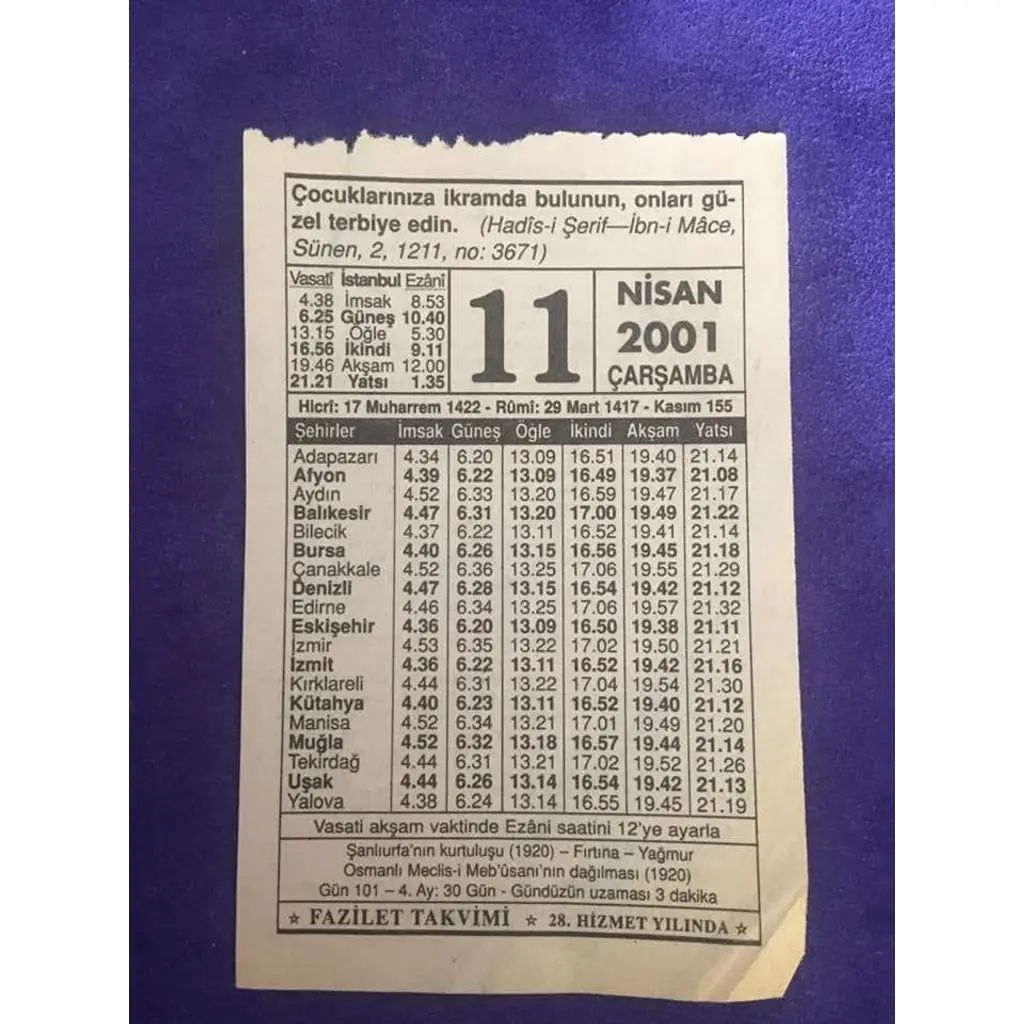 Çocuklarınıza ikramda bulunun, onları gü-
zel terbiye edin. (Hadîs-i Şerif—İbn-i Mâce,
Sünen, 2, 1211, no: 3671)
Vasatî İstanbul Ezânî
4.38 İmsak 8.53
6.25 Güneş 10.40
13.15 Öğle 5.30
16.56 İkindi 9.11
19.46 Akşam 12.00
21.21 Yatsı 1.35
11
NİSAN
2001
ÇARŞAMBA
Hicrî: 17 Muharrem 1422 - Rûmî: 29 Mart 1417 - Kasım 155
Şehirler İmsak Güneş Öğle İkindi Akşam Yatsı
Adapazarı 4.34 6.20 13.09 16.51 19.40 21.14
Afyon 4.39 6.22 13.09 16.49 19.37 21.08
Aydın 4.52 6.33 13.20 16.59 19.47 21.17
Balıkesir 4.47 6.31 13.20 17.00 19.49 21.22
Bilecik 4.37 6.22 13.11 16.52 19.41 21.14
Bursa 4.40 6.26 13.15 16.56 19.45 21.18
Çanakkale 4.52 6.36 13.25 17.06 19.55 21.29
Denizli 4.47 6.28 13.15 16.54 19.42 21.12
Edirne 4.46 6.34 13.25 17.06 19.57 21.32
Eskişehir 4.36 6.20 13.09 16.50 19.38 21.11
İzmir 4.53 6.35 13.22 17.02 19.50 21.21
İzmit 4.36 6.22 13.11 16.52 19.42 21.16
Kırklareli 4.44 6.31 13.22 17.04 19.54 21.30
Kütahya 4.40 6.23 13.11 16.52 19.40 21.12
Manisa 4.52 6.34 13.21 17.01 19.49 21.20
Muğla 4.52 6.32 13.18 16.57 19.44 21.14
Tekirdağ 4.44 6.31 13.21 17.02 19.52 21.26
Uşak 4.44 6.26 13.14 16.54 19.42 21.13
Yalova 4.38 6.24 13.14 16.55 19.45 21.19
Vasati akşam vaktinde Ezâni saatini 12'ye ayarla
Şanlıurfa'nın kurtuluşu (1920) – Fırtına – Yağmur
Osmanlı Meclis-i Meb'ûsanı'nın dağılması (1920)
Gün 101 – 4. Ay: 30 Gün - Gündüzün uzaması 3 dakika
☆ FAZİLET TAKVİMİ ☆ 28. HİZMET YILINDA ☆